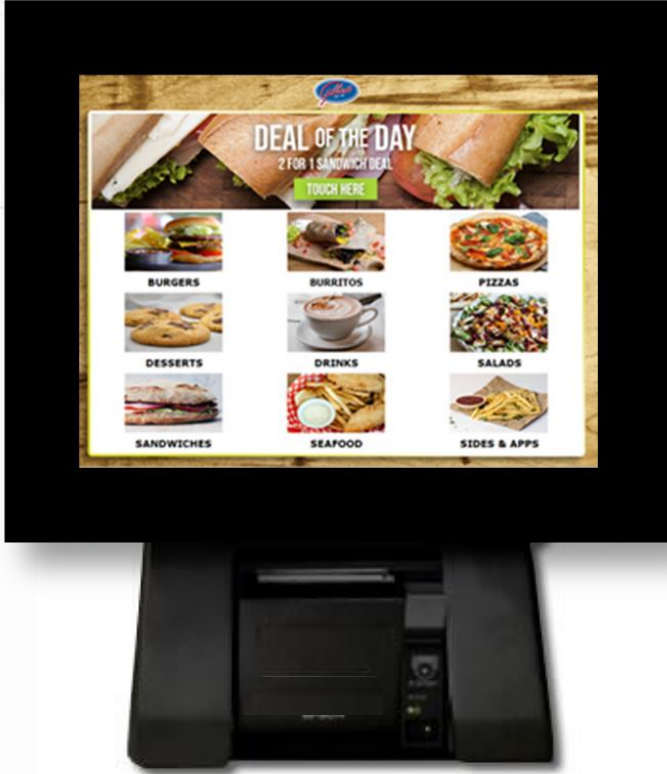 DEAL OF THE DAY
2 FOR 1 SANDWICH DEAL
TOUCH HERE
BURGERS
BURRITOS
PIZZAS
DESSERTS
DRINKS
SALADS
SANDWICHES
SEAFOOD
SIDES & APPS